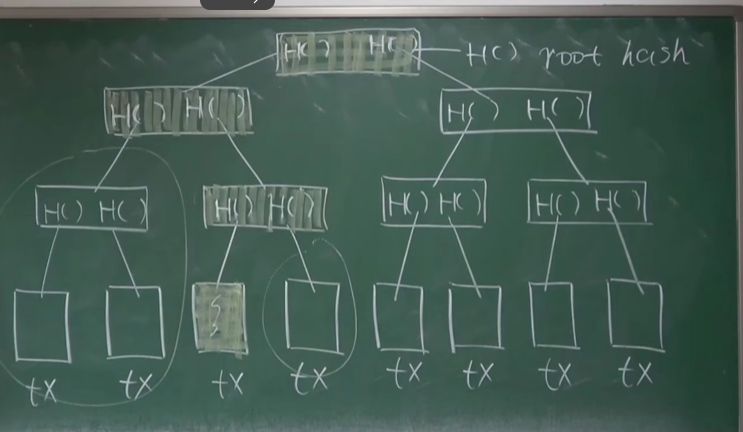 H( ) H( ) H( ) root hash
H( ) H( ) H( ) H( )
H( ) H( ) H( ) H( ) H( ) H( ) H( ) H( )
tx tx tx tx tx tx tx tx